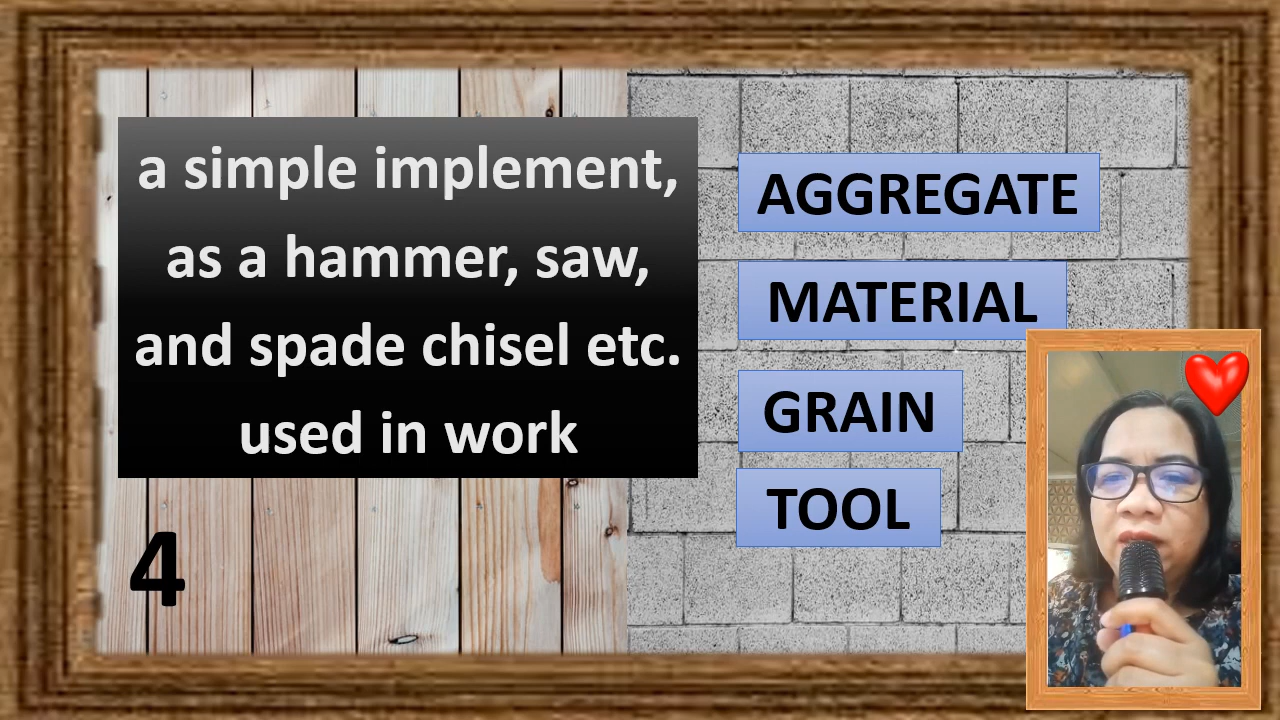 a simple implement,
as a hammer, saw,
and spade chisel etc.
used in work
4
AGGREGATE
MATERIAL
GRAIN
TOOL